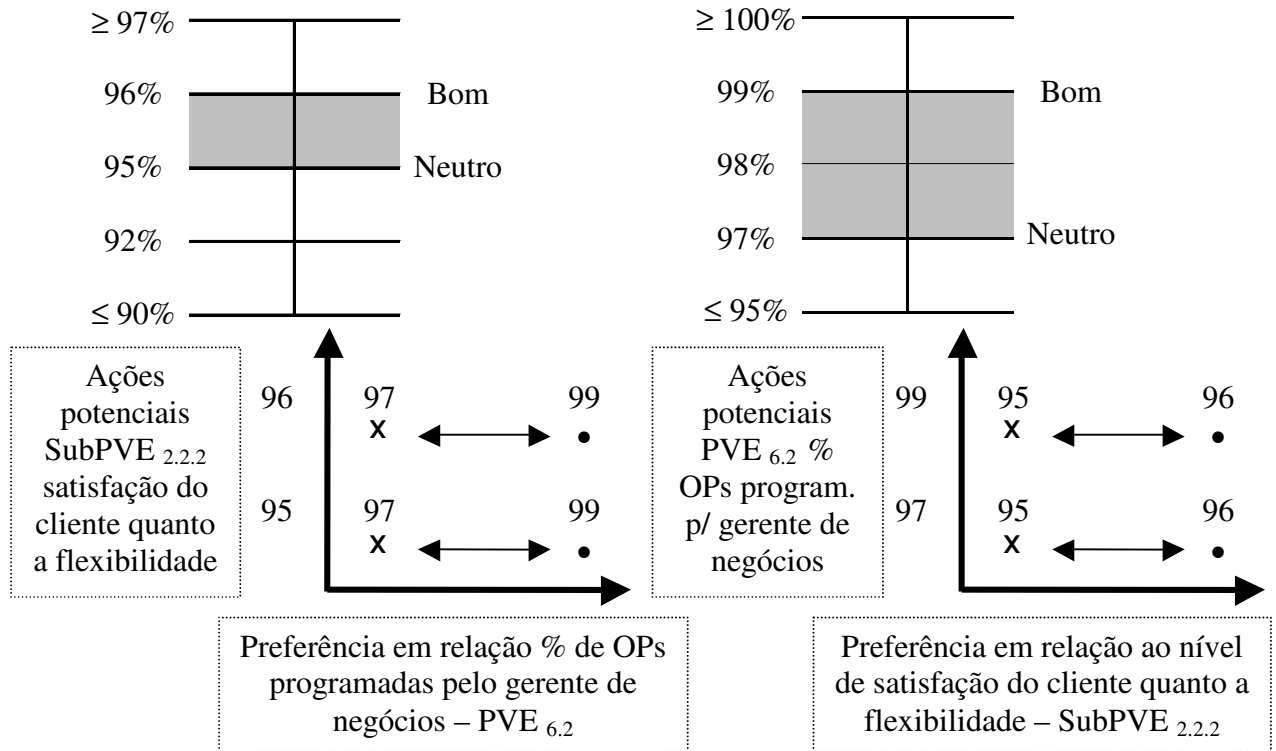 ≥ 97%
96%
Bom
95%
Neutro
92%
≤ 90%
≥ 100%
99%
Bom
98%
97%
Neutro
≤ 95%
Ações
potenciais
SubPVE 2.2.2
satisfação do
cliente quanto
a flexibilidade
96
97
99
x
95
97
99
x
Preferência em relação % de OPs
programadas pelo gerente de
negócios – PVE 6.2
Ações
potenciais
PVE 6.2 %
OPs program.
p/ gerente de
negócios
99
95
96
x
97
95
96
x
Preferência em relação ao nível
de satisfação do cliente quanto a
flexibilidade – SubPVE 2.2.2